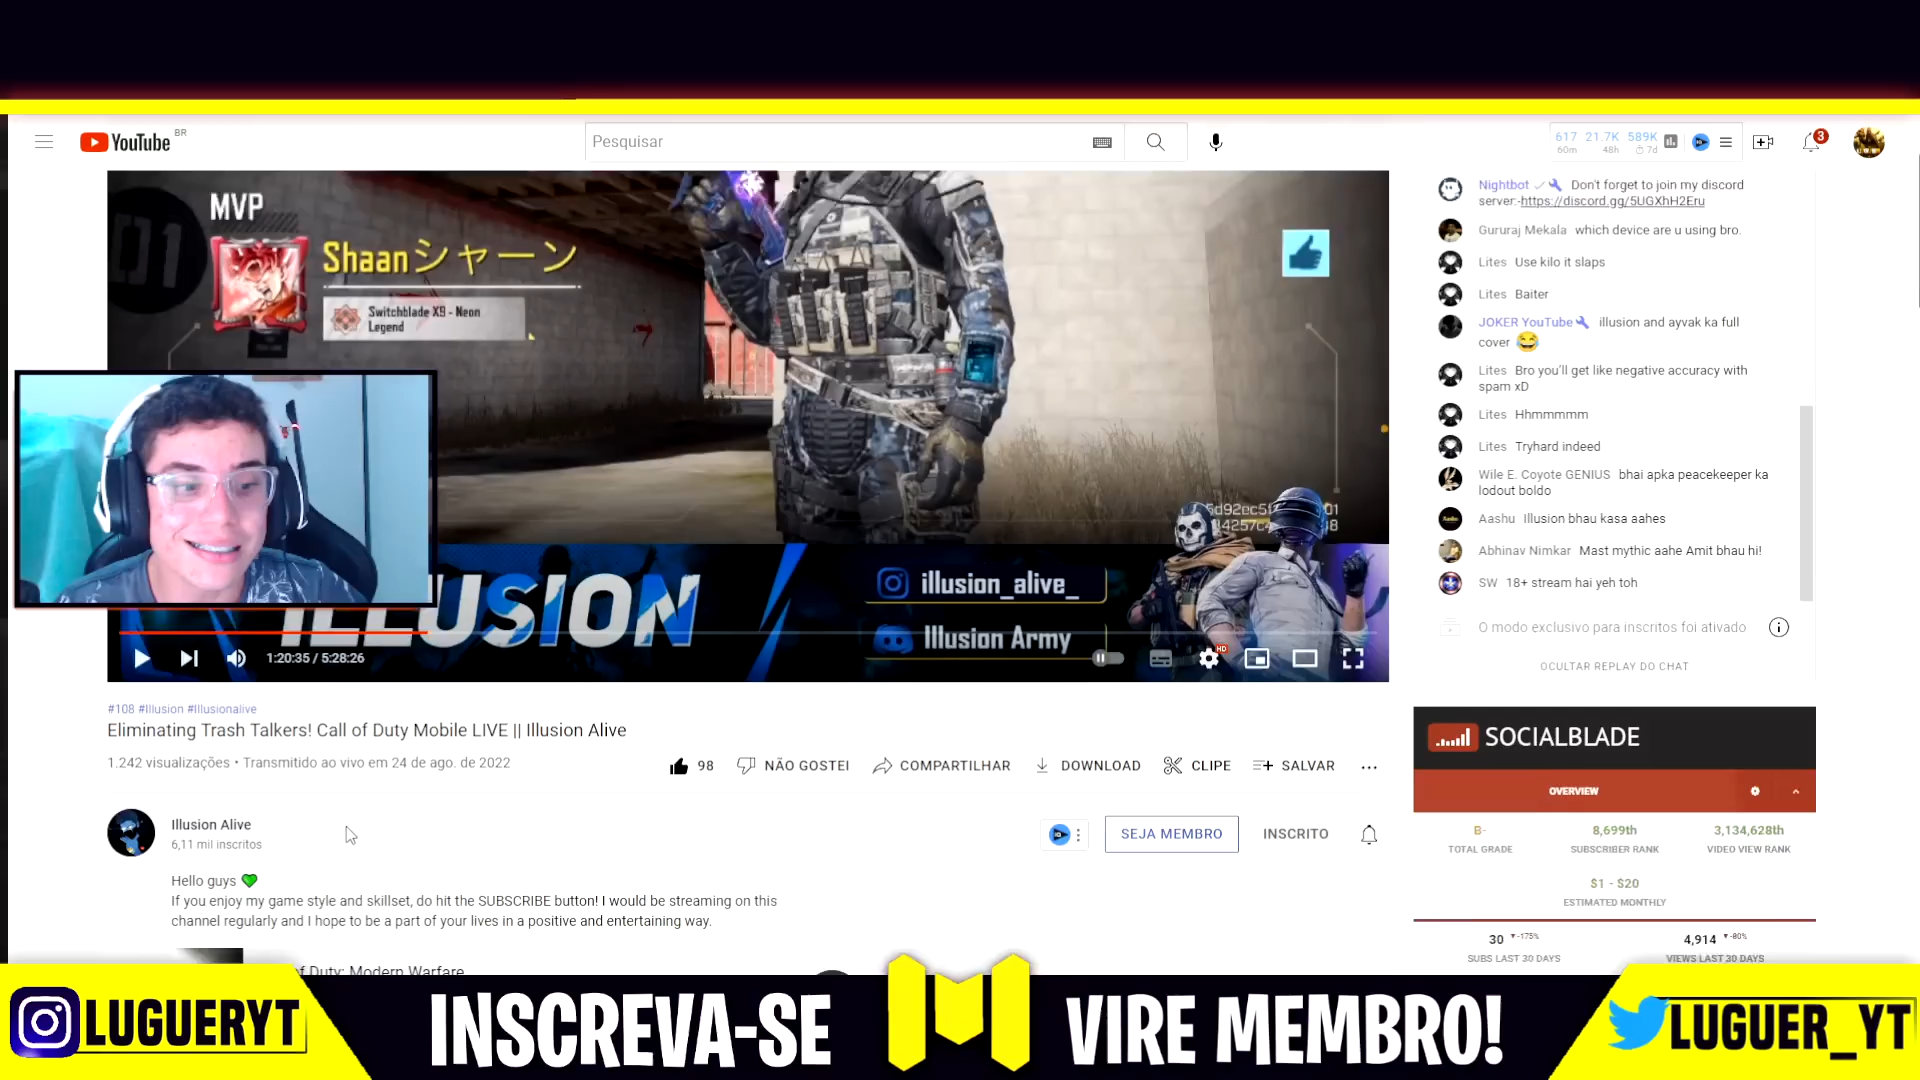 YouTube BR
Pesquisar
617 21.7K 589K
60m 48h 7d
3
MVP
Shaanシャーン
Switchblade X9 - Neon
Legend
ILLUSION
illusion_alive_
Illusion Army
1:20:35 / 5:28:26
HD
Nightbot Don't forget to join my discord
server:-https://discord.gg/5UGXhH2Eru
Gururaj Mekala which device are u using bro.
Lites Use kilo it slaps
Lites Baiter
JOKER YouTube illusion and ayvak ka full
cover 😂
Lites Bro you'll get like negative accuracy with
spam xD
Lites Hhmmmmm
Lites Tryhard indeed
Wile E. Coyote GENIUS bhai apka peacekeeper ka
lodout boldo
Aashu Illusion bhau kasa aahes
Abhinav Nimkar Mast mythic aahe Amit bhau hi!
SW 18+ stream hai yeh toh
O modo exclusivo para inscritos foi ativado
OCULTAR REPLAY DO CHAT
#108 #Illusion #Illusionalive
Eliminating Trash Talkers! Call of Duty Mobile LIVE || Illusion Alive
1.242 visualizações • Transmitido ao vivo em 24 de ago. de 2022
98 NÃO GOSTEI COMPARTILHAR DOWNLOAD CLIPE SALVAR ...
Illusion Alive
6,11 mil inscritos
SEJA MEMBRO INSCRITO
Hello guys 💚
If you enjoy my game style and skillset, do hit the SUBSCRIBE button! I would be streaming on this
channel regularly and I hope to be a part of your lives in a positive and entertaining way.
of Duty: Modern Warfare
SOCIALBLADE
OVERVIEW
B- 8,699th 3,134,628th
TOTAL GRADE SUBSCRIBER RANK VIDEO VIEW RANK
$1 - $20
ESTIMATED MONTHLY
30 -175% 4,914 -80%
SUBS LAST 30 DAYS VIEWS LAST 30 DAYS
LUGUERYT
INSCREVA-SE
VIRE MEMBRO!
LUGUER_YT